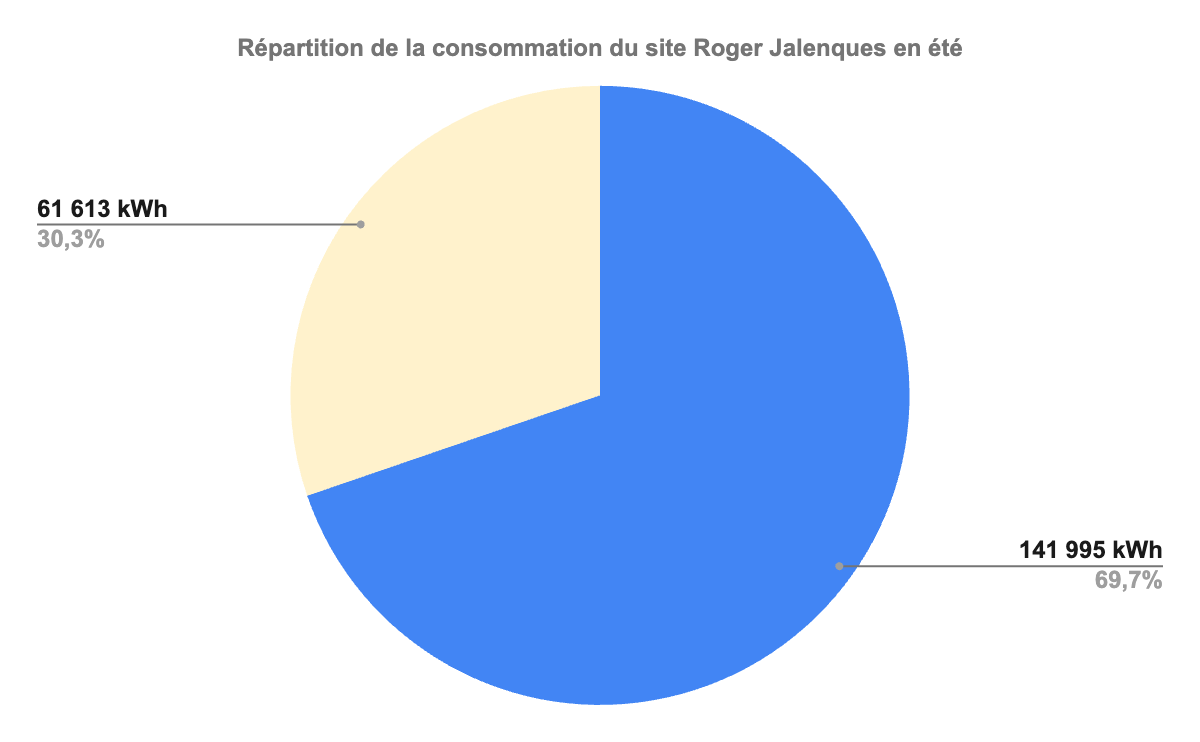 Répartition de la consommation du site Roger Jalenques en été
61 613 kWh
30,3%
141 995 kWh
69,7%